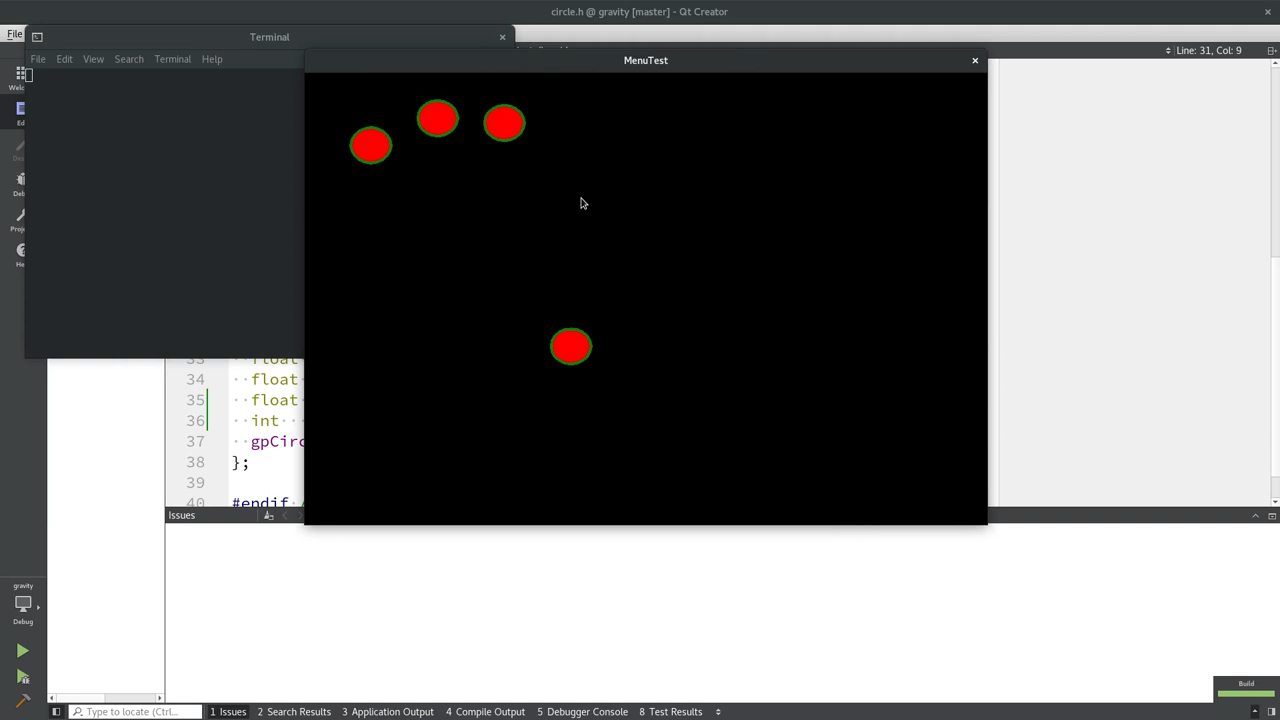 circle.h @ gravity [master] - Qt Creator
File
Terminal
File Edit View Search Terminal Help
MenuTest
Line: 31, Col: 9
float
34 float
35 float
36 int
37 gpCirc
38 };
39
40 #endif
Issues
gravity
Debug
Build
Type to locate (Ctrl...
1 Issues 2 Search Results 3 Application Output 4 Compile Output 5 Debugger Console 8 Test Results